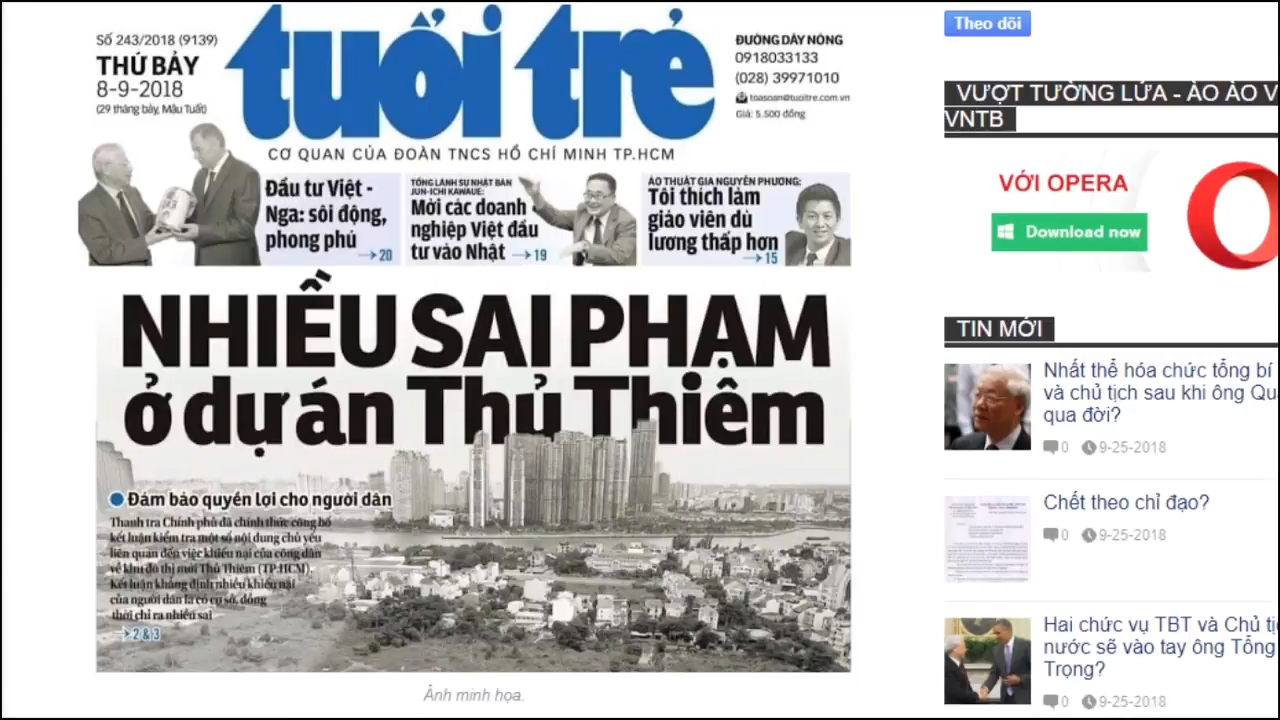 Số 243/2018 (9139)
THỨ BẢY
8-9-2018
(29 tháng bảy, Mậu Tuất)
tuổi trẻ
CƠ QUAN CỦA ĐOÀN TNCS HỒ CHÍ MINH TP.HCM
ĐƯỜNG DÂY NÓNG
0918033133
(028) 39971010
toasoan@tuoitre.com.vn
Giá: 5.500 đồng
Đầu tư Việt -
Nga: sôi động,
phong phú
20
TỔNG LÃNH SỰ NHẬT BẢN
JUN-ICHI KAWAUE:
Mời các doanh
nghiệp Việt đầu
tư vào Nhật
19
ẢO THUẬT GIA NGUYÊN PHƯƠNG:
Tôi thích làm
giáo viên dù
lương thấp hơn
15
NHIỀU SAI PHẠM
ở dự án Thủ Thiêm
Đảm bảo quyền lợi cho người dân
Thanh tra Chính phủ đã chính thức công bố
kết luận kiểm tra một số nội dung chủ yếu
liên quan đến việc khiếu nại của công dân
về khu đô thị mới Thủ Thiêm (TP.HCM).
Kết luận khẳng định nhiều khiếu nại
của người dân là có cơ sở, đồng
thời chỉ ra nhiều sai
2 & 3
Ảnh minh họa.
Theo dõi
VƯỢT TƯỜNG LỬA - ÀO ÀO V
VNTB
VỚI OPERA
Download now
TIN MỚI
Nhất thể hóa chức tổng bí
và chủ tịch sau khi ông Qua
qua đời?
0 9-25-2018
Chết theo chỉ đạo?
0 9-25-2018
Hai chức vụ TBT và Chủ tị
nước sẽ vào tay ông Tổng
Trọng?
0 9-25-2018